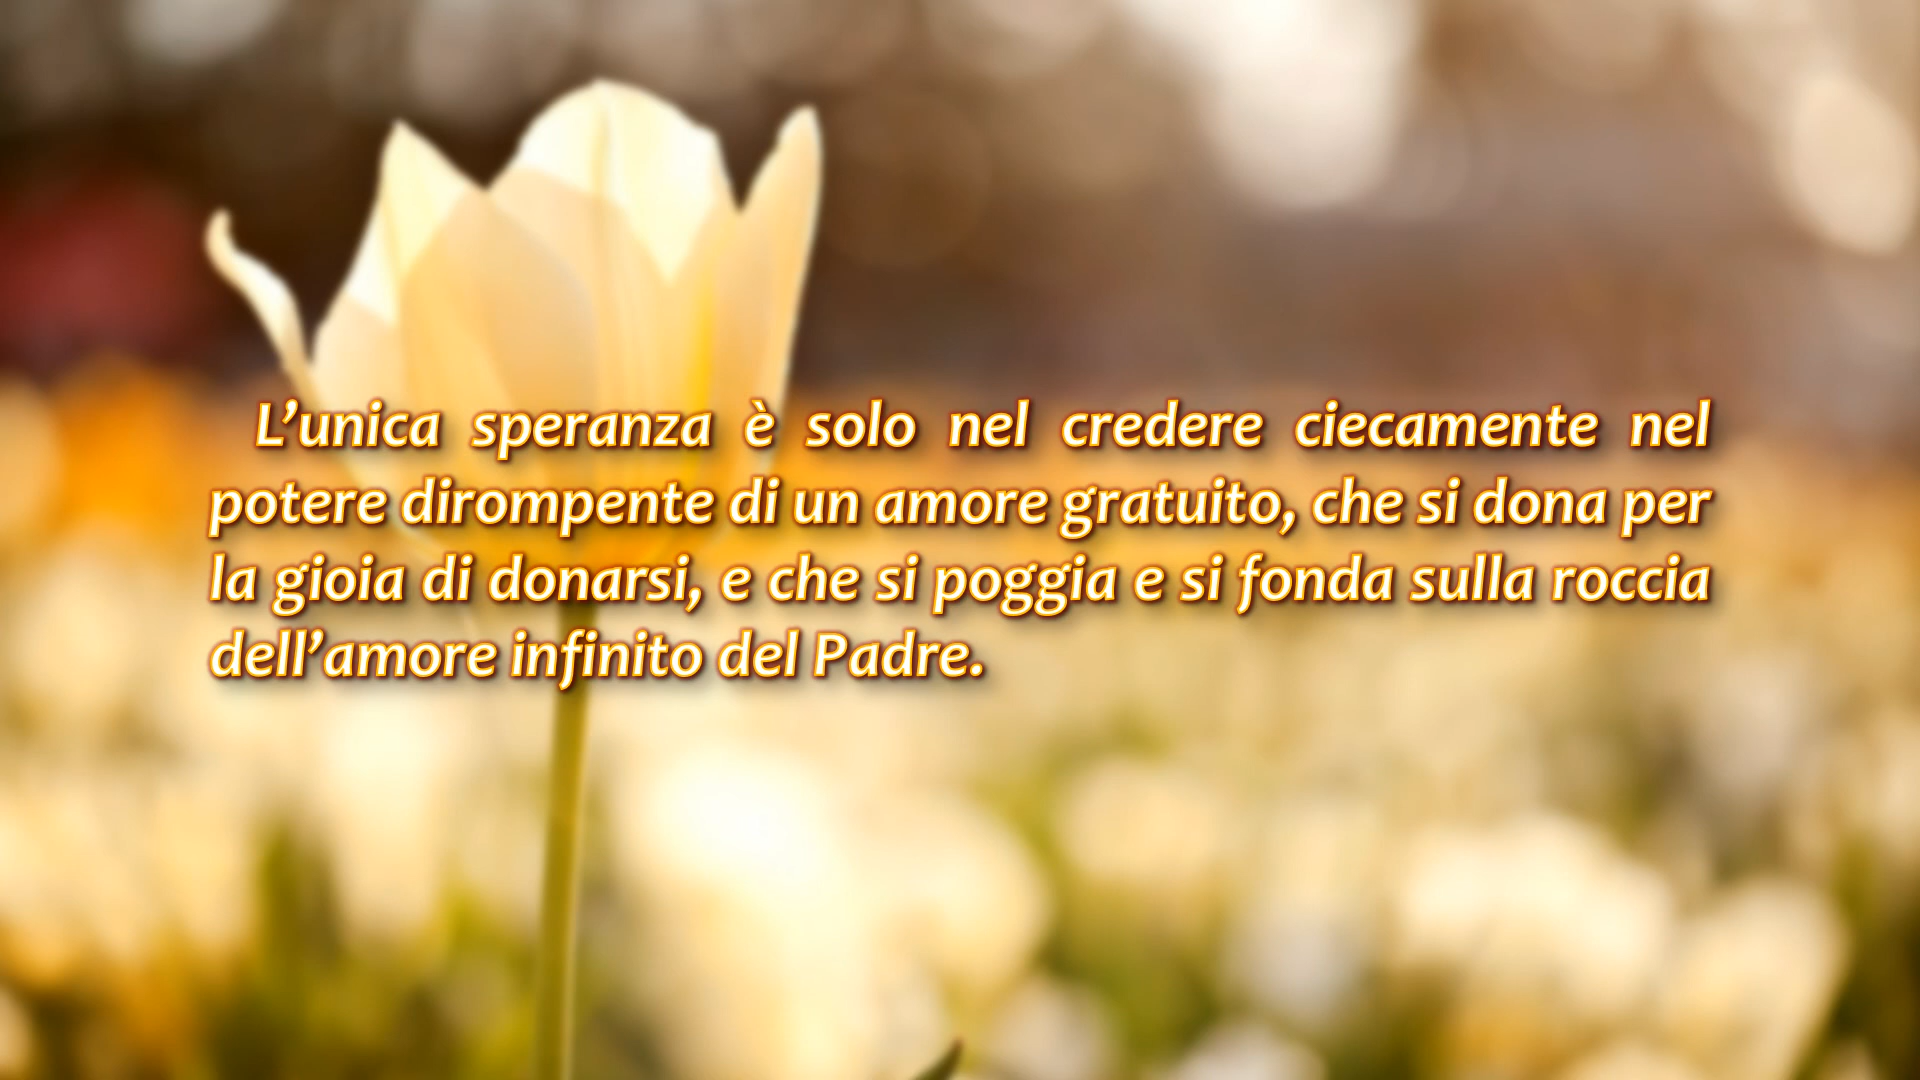 L’unica speranza è solo nel credere ciecamente nel
potere dirompente di un amore gratuito, che si dona per
la gioia di donarsi, e che si poggia e si fonda sulla roccia
dell’amore infinito del Padre.